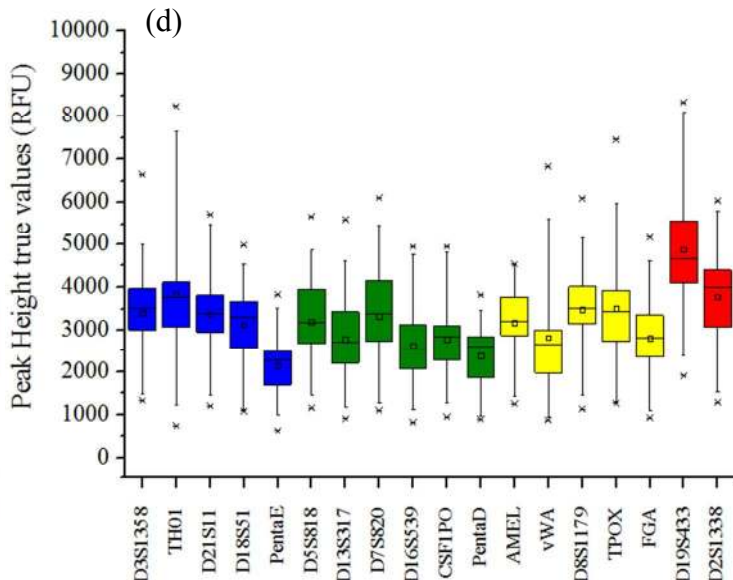 (d)
Peak Height true values (RFU)
10000
9000
8000
7000
6000
5000
4000
3000
2000
1000
0
D3S1358
TH01
D21S11
D18S51
PentaE
D5S818
D13S317
D7S820
D16S539
CSF1PO
PentaD
AMEL
vWA
D8S1179
TPOX
FGA
D19S433
D2S1338